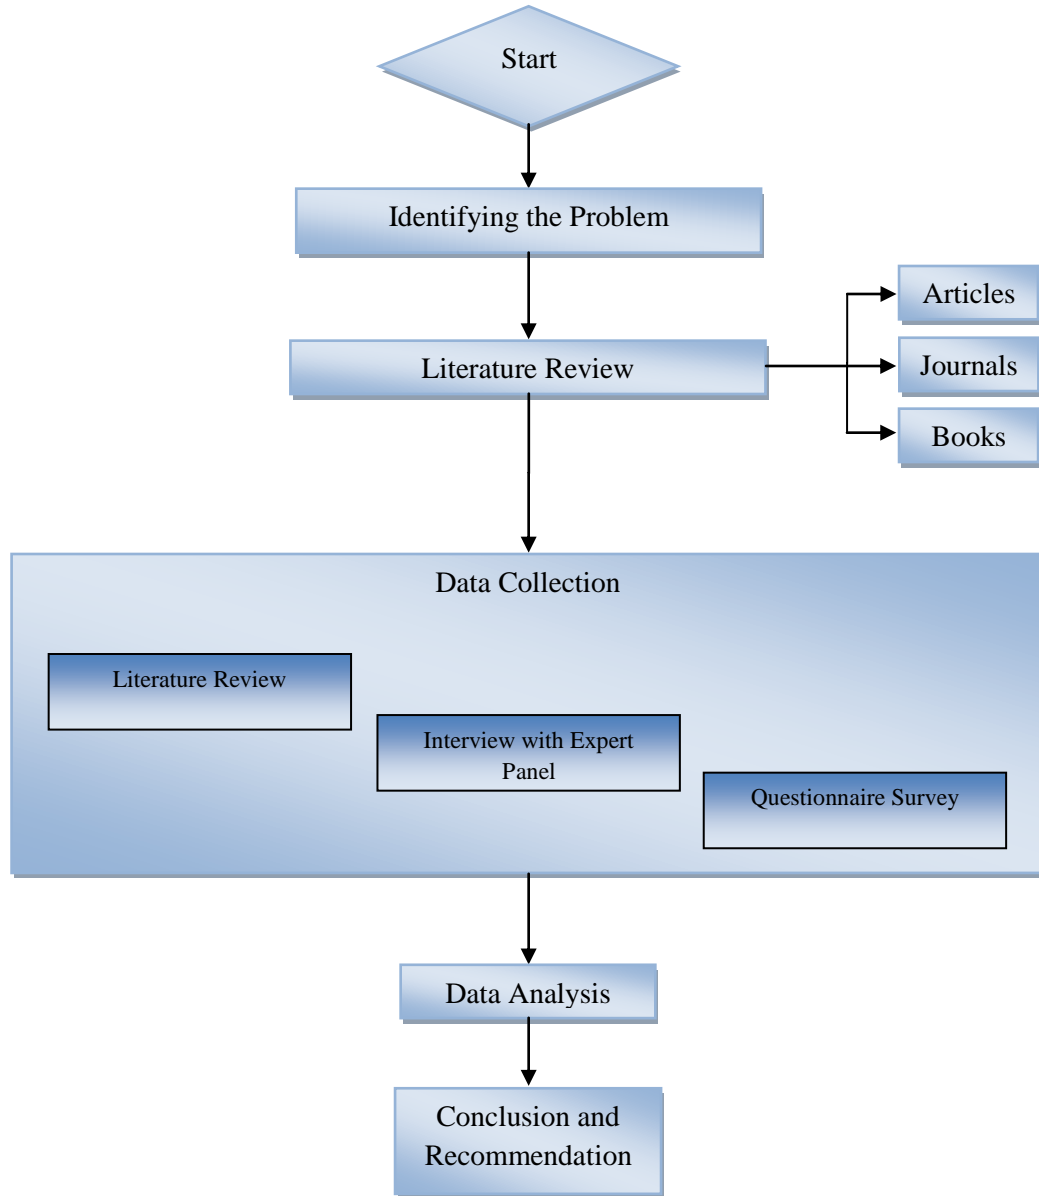 Start
Identifying the Problem
Articles
Literature Review
Journals
Books
Data Collection
Literature Review
Interview with Expert
Panel
Questionnaire Survey
Data Analysis
Conclusion and
Recommendation